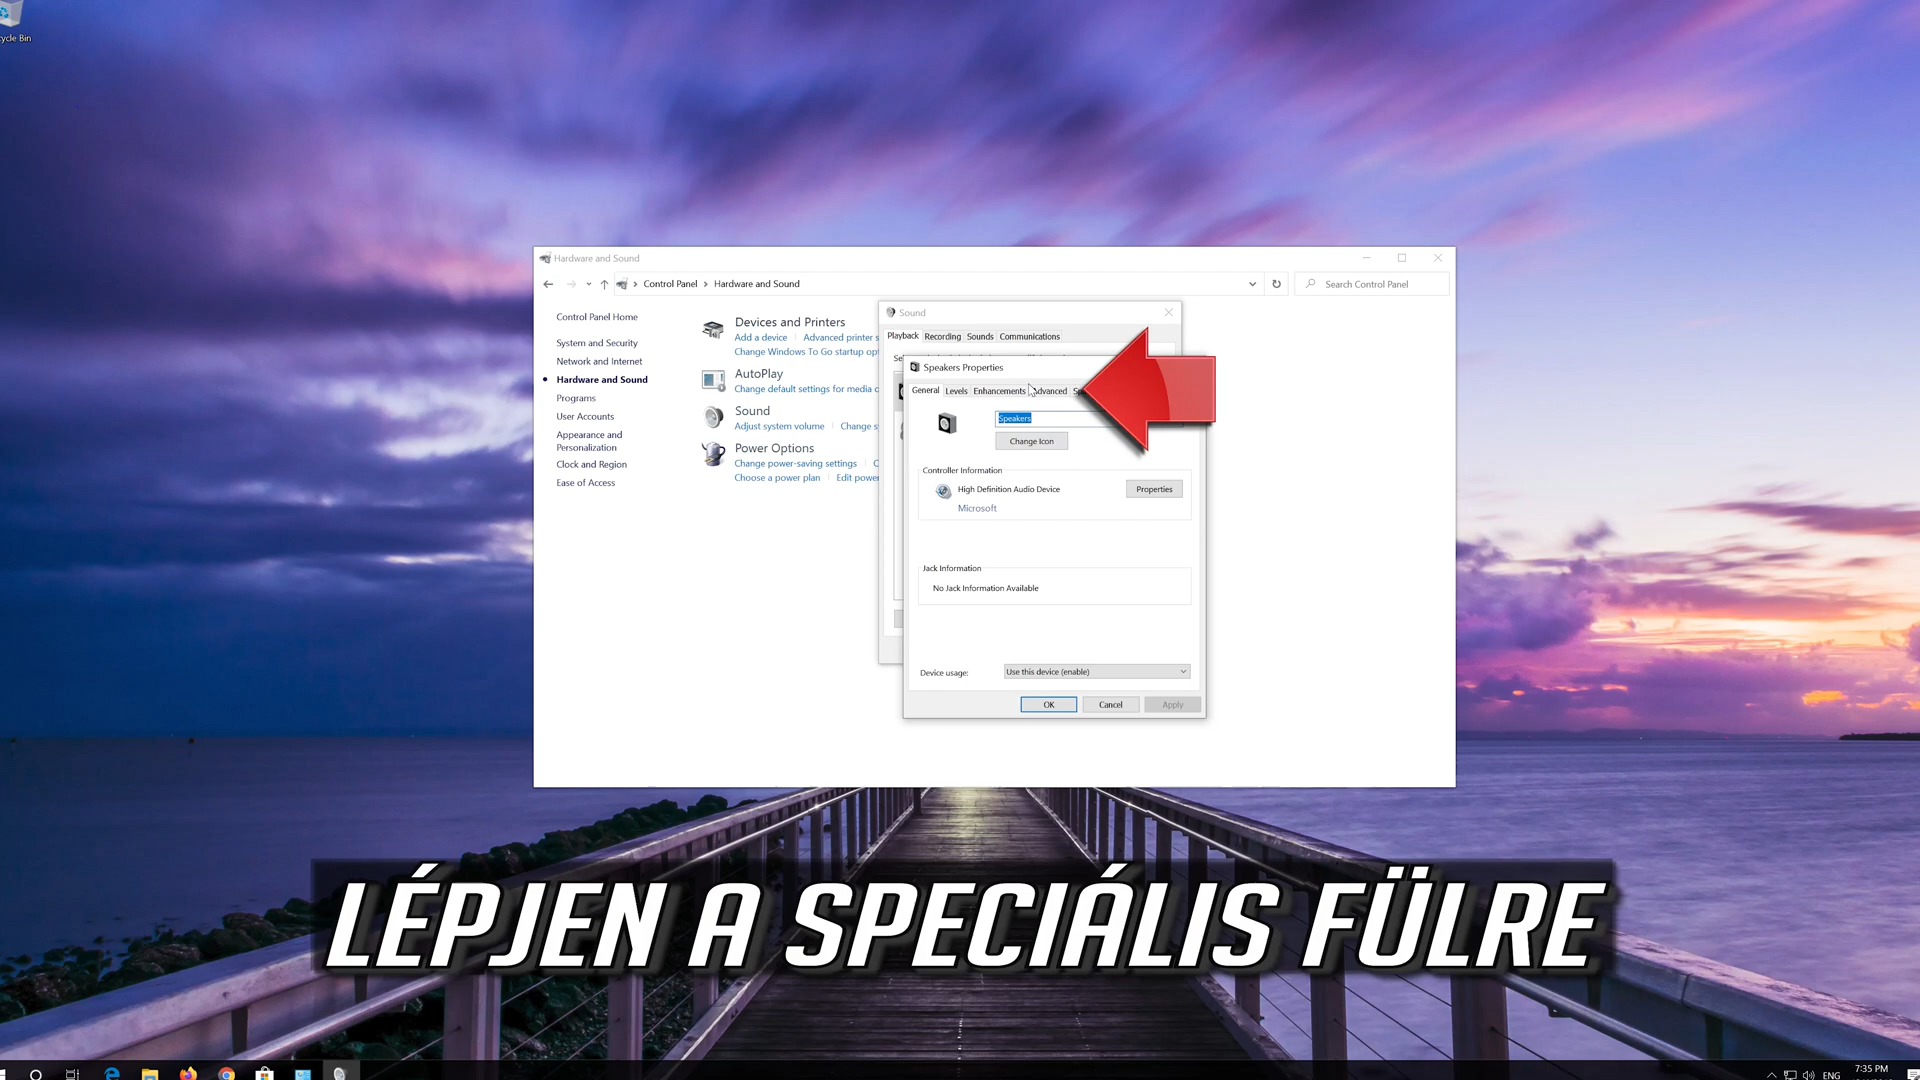 Hardware and Sound
Control Panel > Hardware and Sound
Search Control Panel
Control Panel Home
System and Security
Network and Internet
Hardware and Sound
Programs
User Accounts
Appearance and
Personalization
Clock and Region
Ease of Access
Devices and Printers
Add a device
Advanced printer s
Change Windows To Go startup op
AutoPlay
Change default settings for media
Sound
Adjust system volume
Change s
Power Options
Change power-saving settings
Choose a power plan
Edit power
Sound
Playback
Recording
Sounds
Communications
Speakers Properties
General
Levels
Enhancements
Advanced
Speakers
Change Icon
Controller Information
High Definition Audio Device
Properties
Microsoft
Jack Information
No Jack Information Available
Device usage:
Use this device (enable)
OK
Cancel
Apply
LÉPJEN A SPECIÁLIS FÜLRE
ycle Bin
ENG
7:35 PM